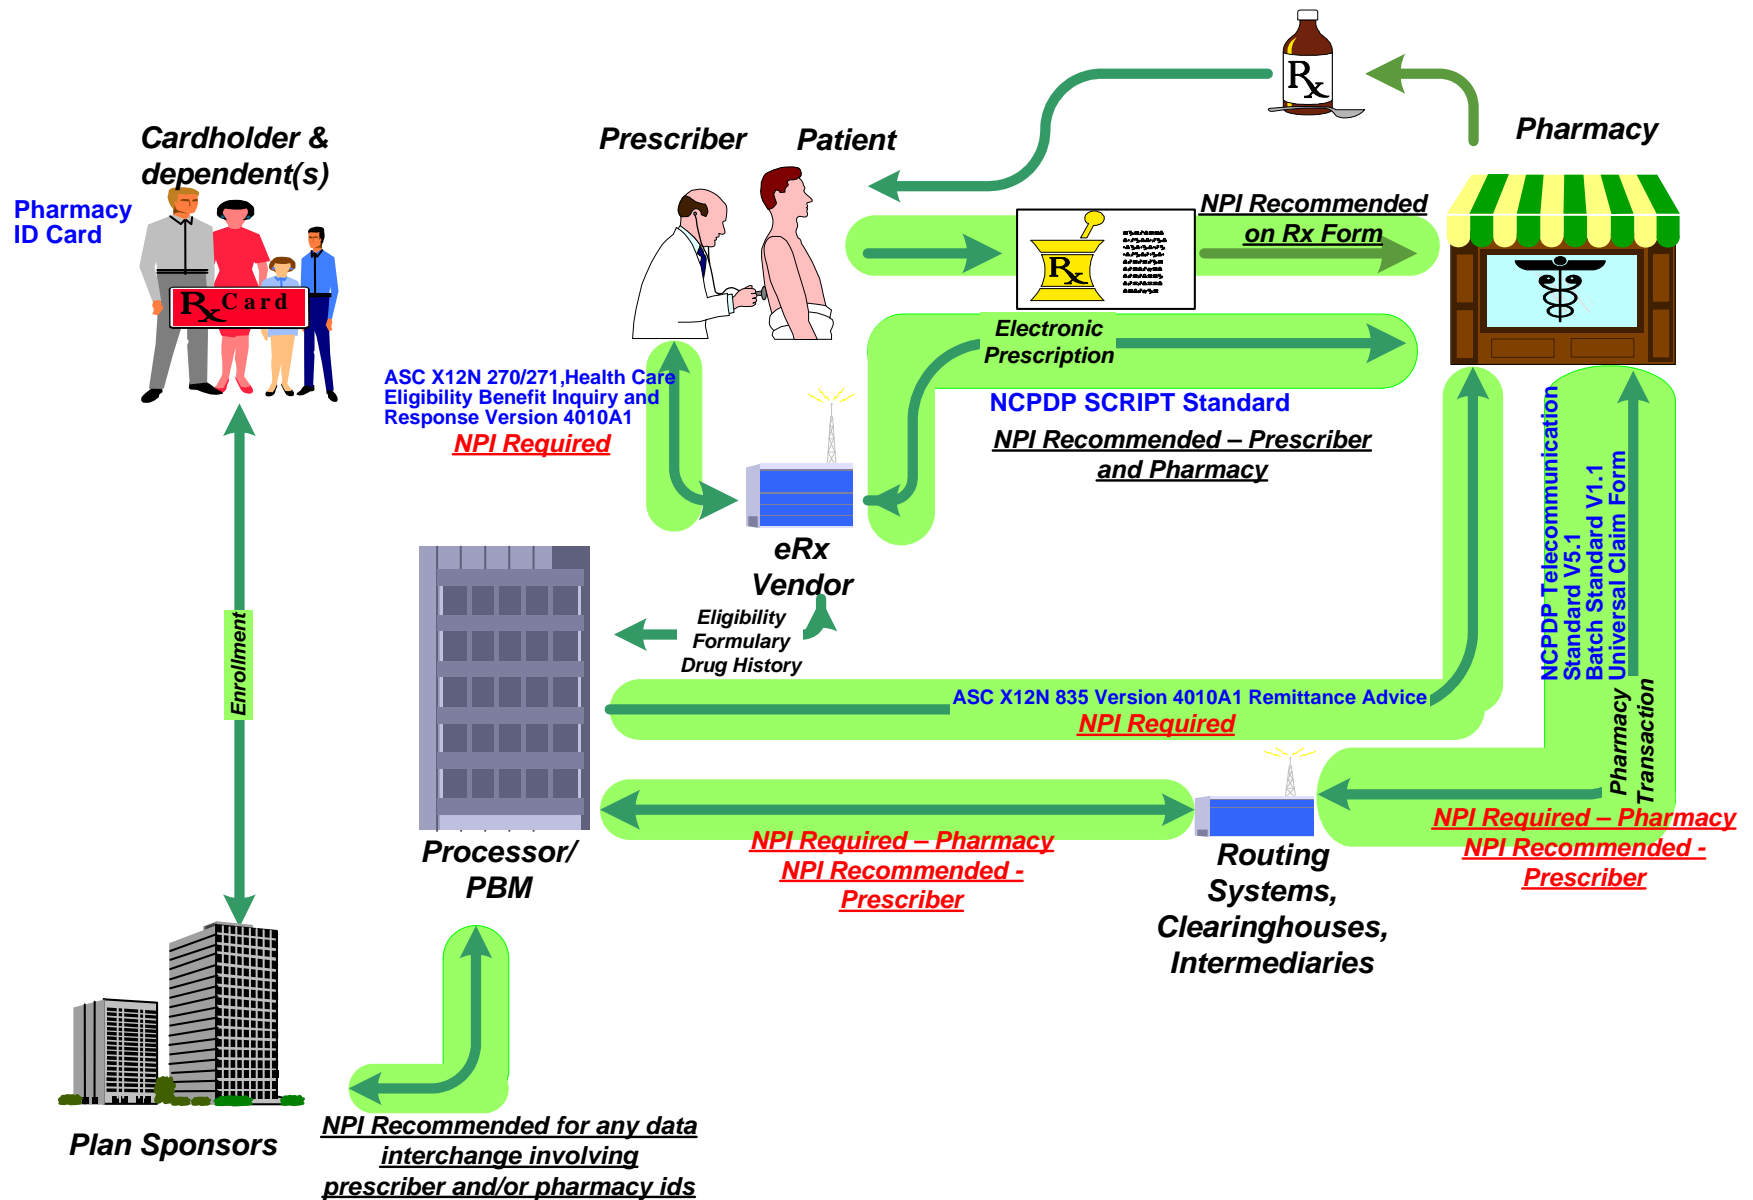 Cardholder &
dependent(s)
Pharmacy
ID Card
Rx Card
Prescriber
Patient
Rx
Pharmacy
NPI Recommended
on Rx Form
Rx
Electronic
Prescription
NCPDP SCRIPT Standard
NPI Recommended – Prescriber
and Pharmacy
ASC X12N 270/271,Health Care
Eligibility Benefit Inquiry and
Response Version 4010A1
NPI Required
eRx
Vendor
Eligibility
Formulary
Drug History
Enrollment
NCPDP Telecommunication
Standard V5.1
Batch Standard V1.1
Universal Claim Form
Pharmacy
Transaction
ASC X12N 835 Version 4010A1 Remittance Advice
NPI Required
NPI Required – Pharmacy
NPI Recommended -
Prescriber
NPI Required – Pharmacy
NPI Recommended -
Prescriber
Processor/
PBM
Routing
Systems,
Clearinghouses,
Intermediaries
Plan Sponsors
NPI Recommended for any data
interchange involving
prescriber and/or pharmacy ids